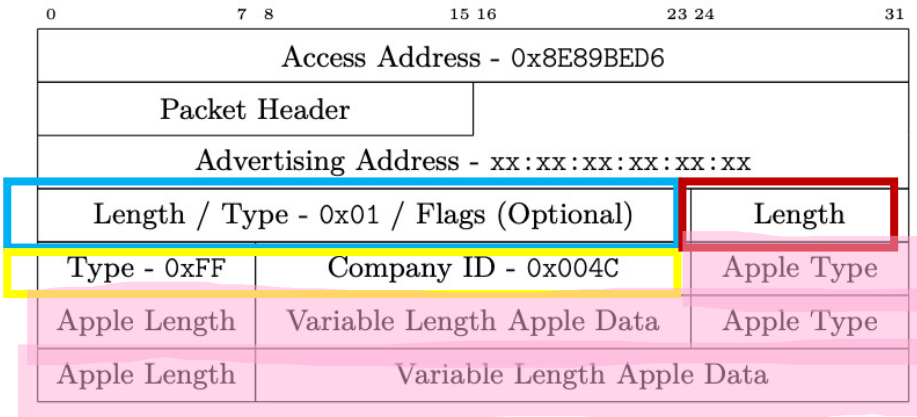 0 7 8 15 16 23 24 31
Access Address - 0x8E89BED6
Packet Header
Advertising Address - xx:xx:xx:xx:xx:xx
Length / Type - 0x01 / Flags (Optional) Length
Type - 0xFF Company ID - 0x004C Apple Type
Apple Length Variable Length Apple Data Apple Type
Apple Length Variable Length Apple Data